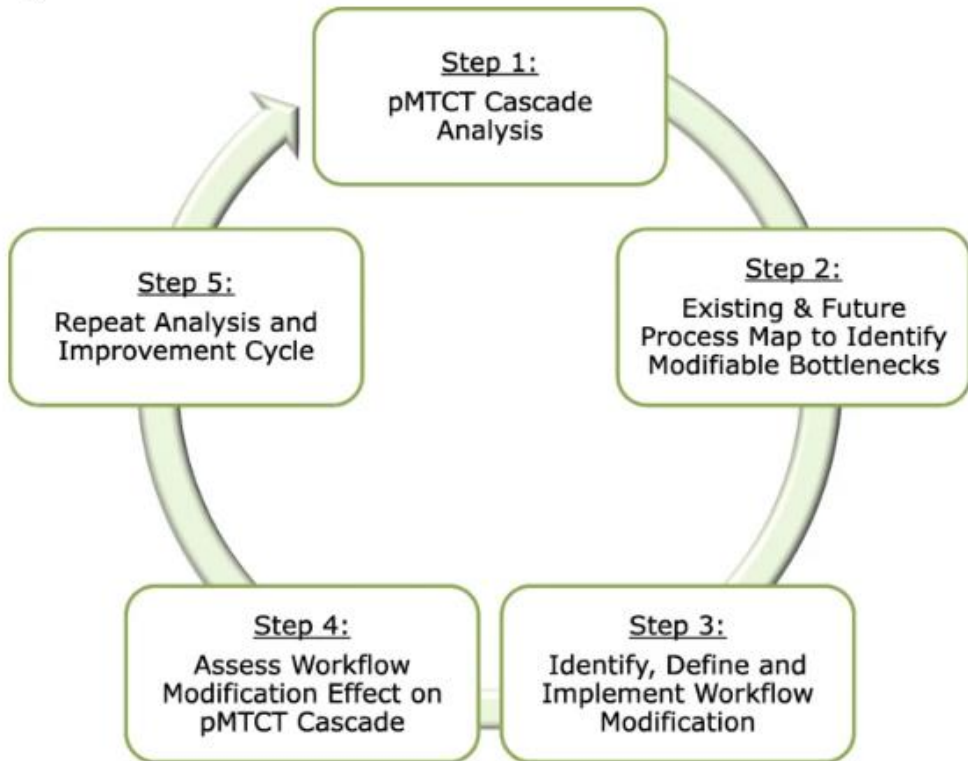 Step 1:
pMTCT Cascade
Analysis
Step 2:
Existing & Future
Process Map to Identify
Modifiable Bottlenecks
Step 3:
Identify, Define and
Implement Workflow
Modification
Step 4:
Assess Workflow
Modification Effect on
pMTCT Cascade
Step 5:
Repeat Analysis and
Improvement Cycle